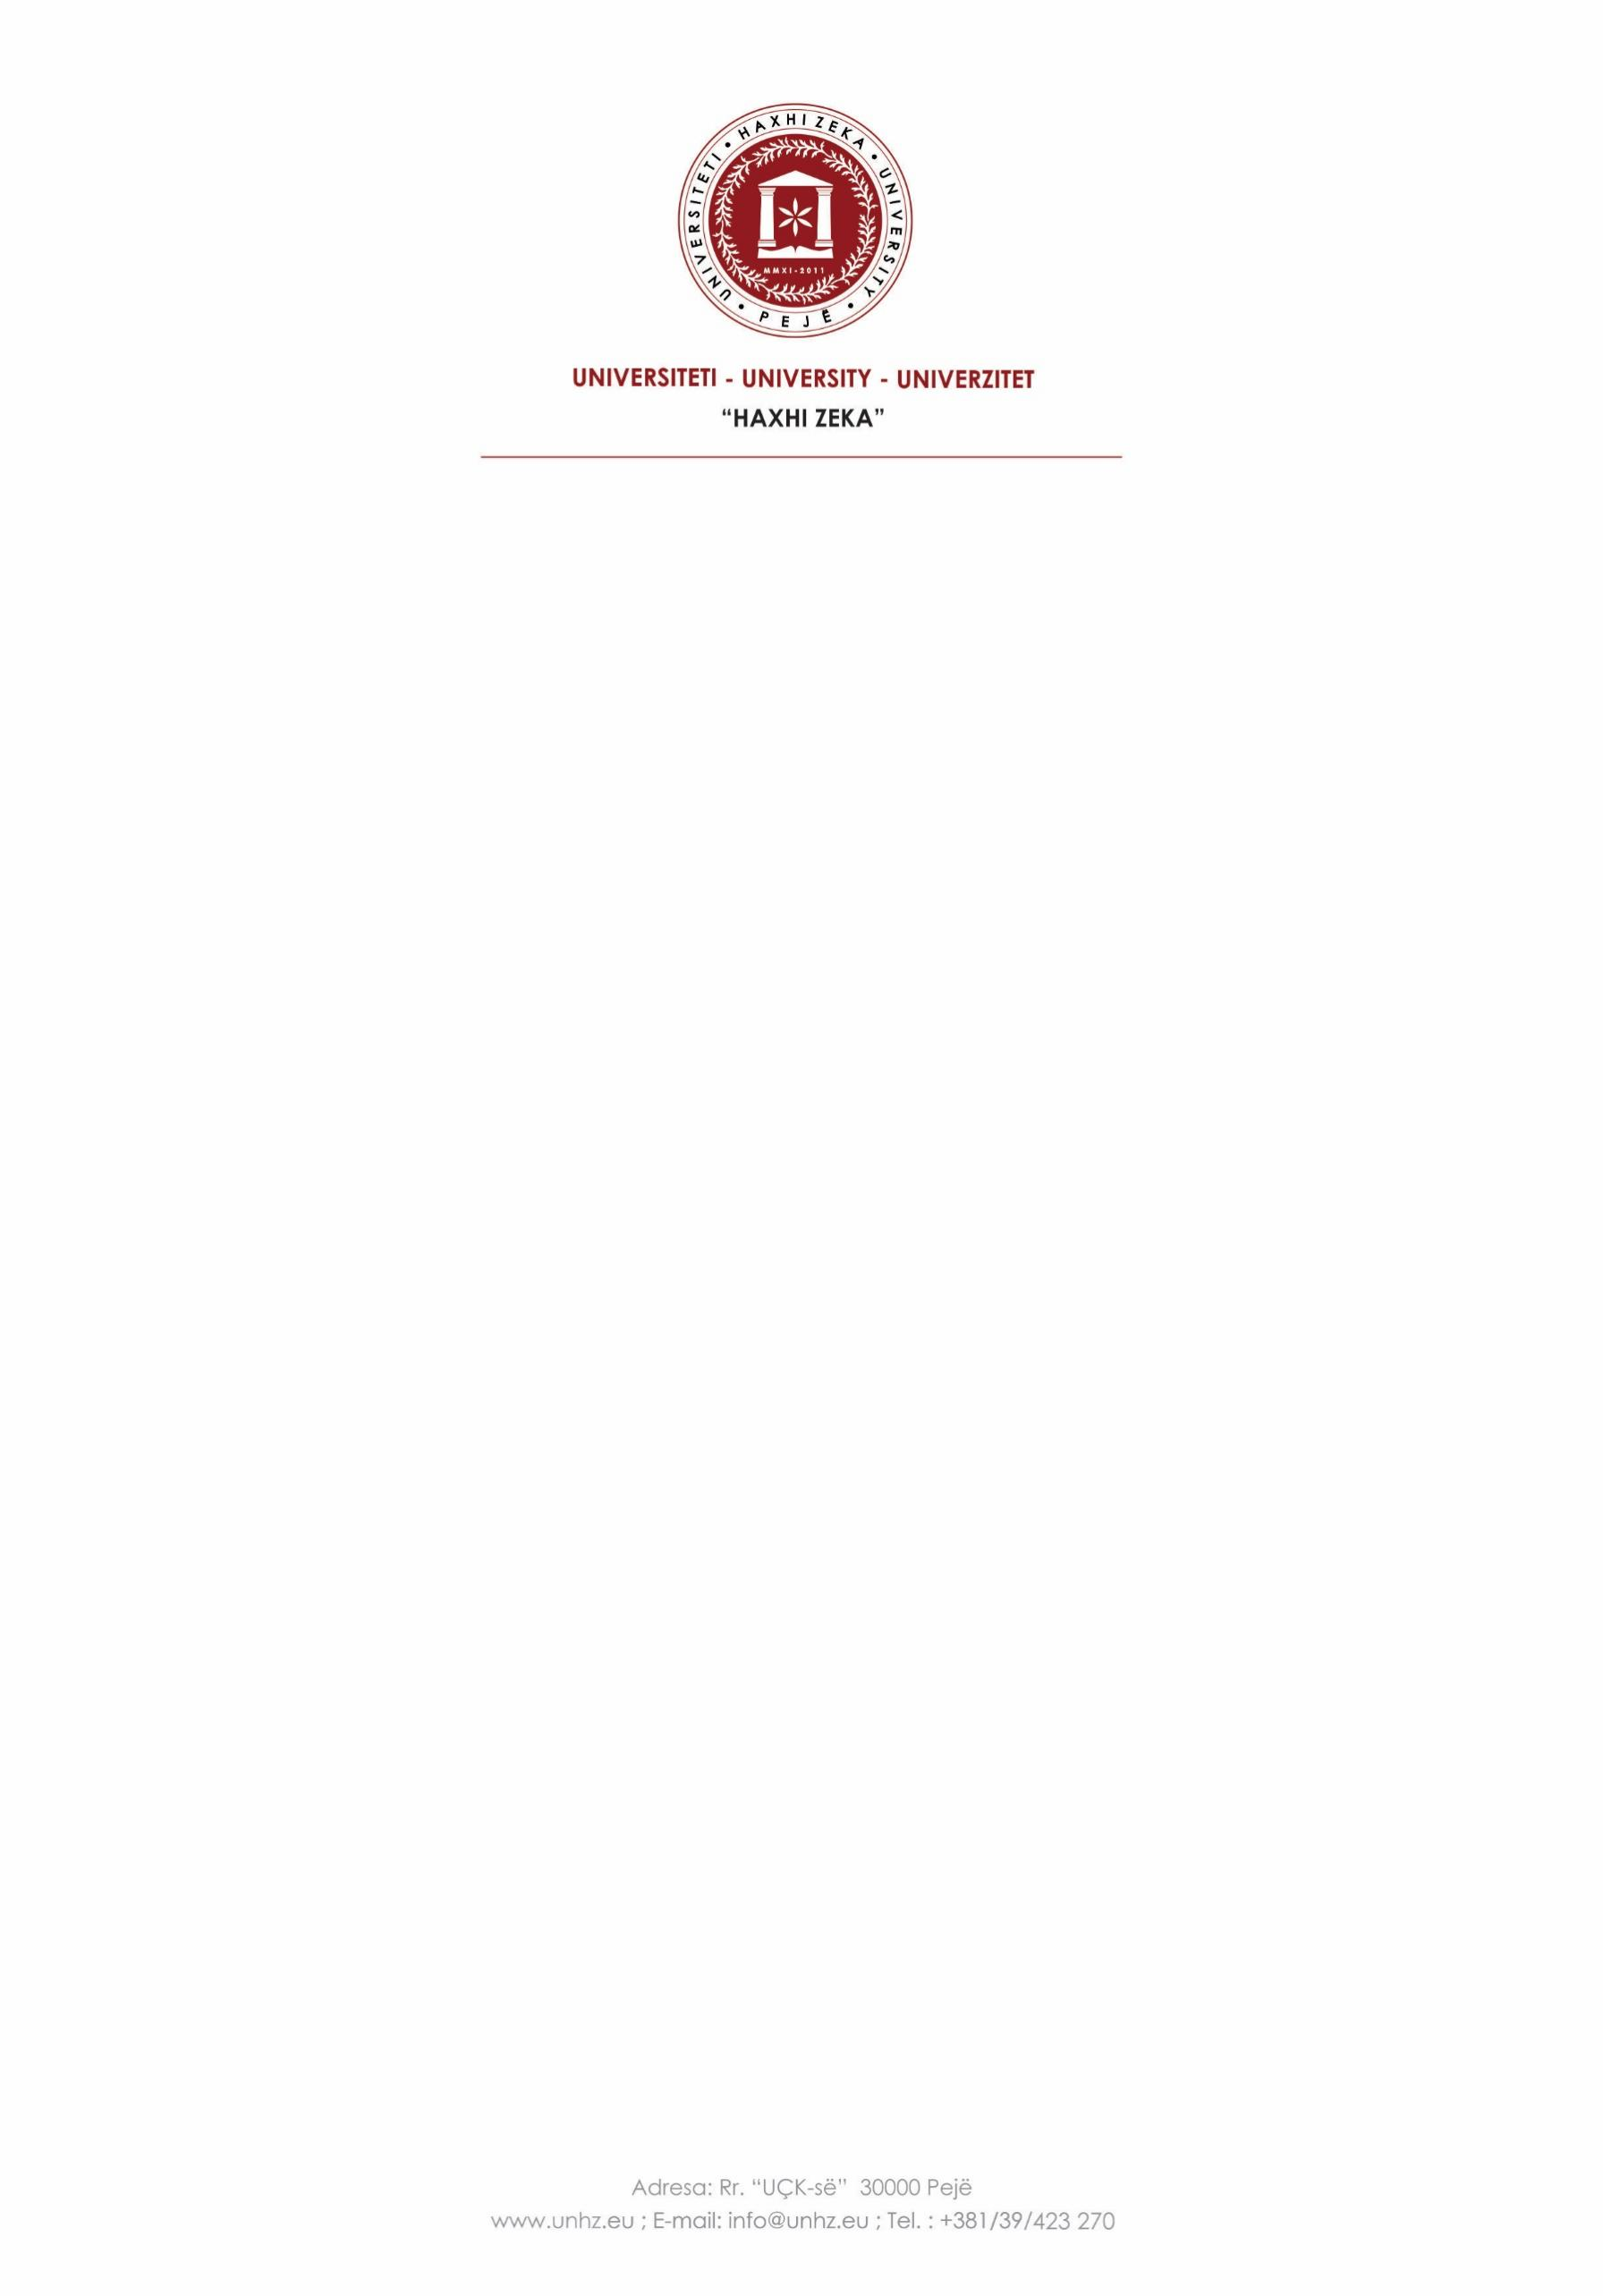 UNIVERSITETI • HAXHI ZEKA • UNIVERSITY • PEJË
MMXI-2011
UNIVERSITETI - UNIVERSITY - UNIVERZITET
“HAXHI ZEKA”
Adresa: Rr. “UÇK-së” 30000 Pejë
www.unhz.eu ; E-mail: info@unhz.eu ; Tel. : +381/39/423 270